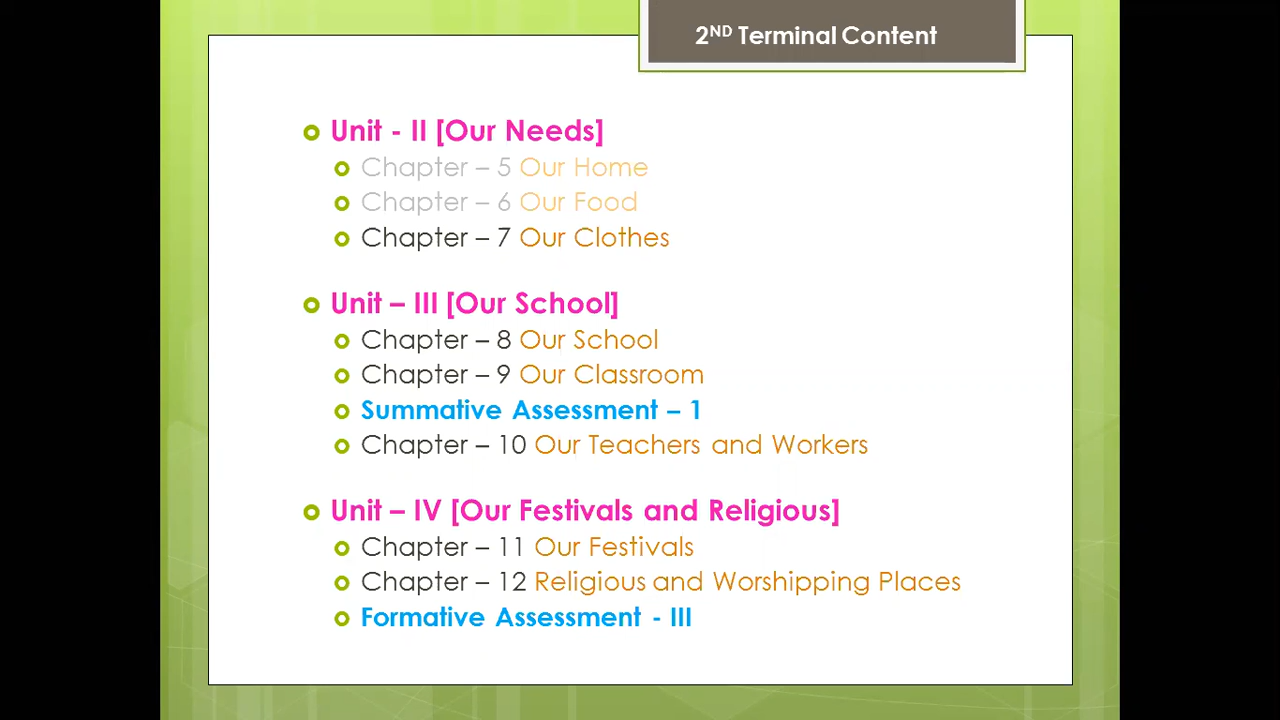 2ND Terminal Content
Unit - II [Our Needs]
Chapter – 5 Our Home
Chapter – 6 Our Food
Chapter – 7 Our Clothes
Unit – III [Our School]
Chapter – 8 Our School
Chapter – 9 Our Classroom
Summative Assessment – 1
Chapter – 10 Our Teachers and Workers
Unit – IV [Our Festivals and Religious]
Chapter – 11 Our Festivals
Chapter – 12 Religious and Worshipping Places
Formative Assessment - III